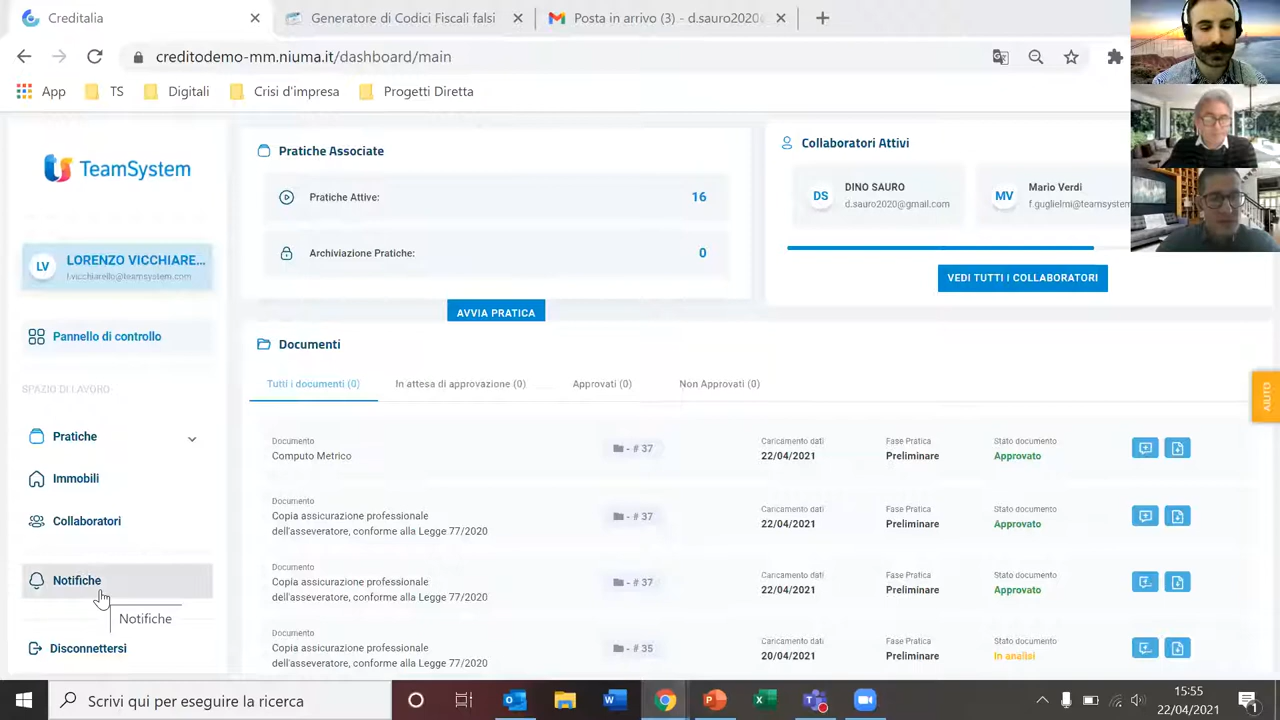 Creditalia
Generatore di Codici Fiscali falsi
Posta in arrivo (3) - d.sauro2020@
creditodemo-mm.niuma.it/dashboard/main
App
TS
Digitali
Crisi d'impresa
Progetti Diretta
TeamSystem
LV
LORENZO VICCHIARE...
l.vicchiarello@teamsystem.com
Pannello di controllo
SPAZIO DI LAVORO
Pratiche
Immobili
Collaboratori
Notifiche
Notifiche
Disconnettersi
Pratiche Associate
Pratiche Attive:
16
Archiviazione Pratiche:
0
AVVIA PRATICA
Collaboratori Attivi
DS
DINO SAURO
d.sauro2020@gmail.com
MV
Mario Verdi
f.guglielmi@teamsystem
VEDI TUTTI I COLLABORATORI
Documenti
Tutti i documenti (0)
In attesa di approvazione (0)
Approvati (0)
Non Approvati (0)
Documento
Computo Metrico
- # 37
Caricamento dati
22/04/2021
Fase Pratica
Preliminare
Stato documento
Approvato
Documento
Copia assicurazione professionale
dell'asseveratore, conforme alla Legge 77/2020
- # 37
Caricamento dati
22/04/2021
Fase Pratica
Preliminare
Stato documento
Approvato
Documento
Copia assicurazione professionale
dell'asseveratore, conforme alla Legge 77/2020
- # 37
Caricamento dati
22/04/2021
Fase Pratica
Preliminare
Stato documento
Approvato
Documento
Copia assicurazione professionale
dell'asseveratore, conforme alla Legge 77/2020
- # 35
Caricamento dati
20/04/2021
Fase Pratica
Preliminare
Stato documento
In analisi
AIUTO
Scrivi qui per eseguire la ricerca
15:55
22/04/2021
1